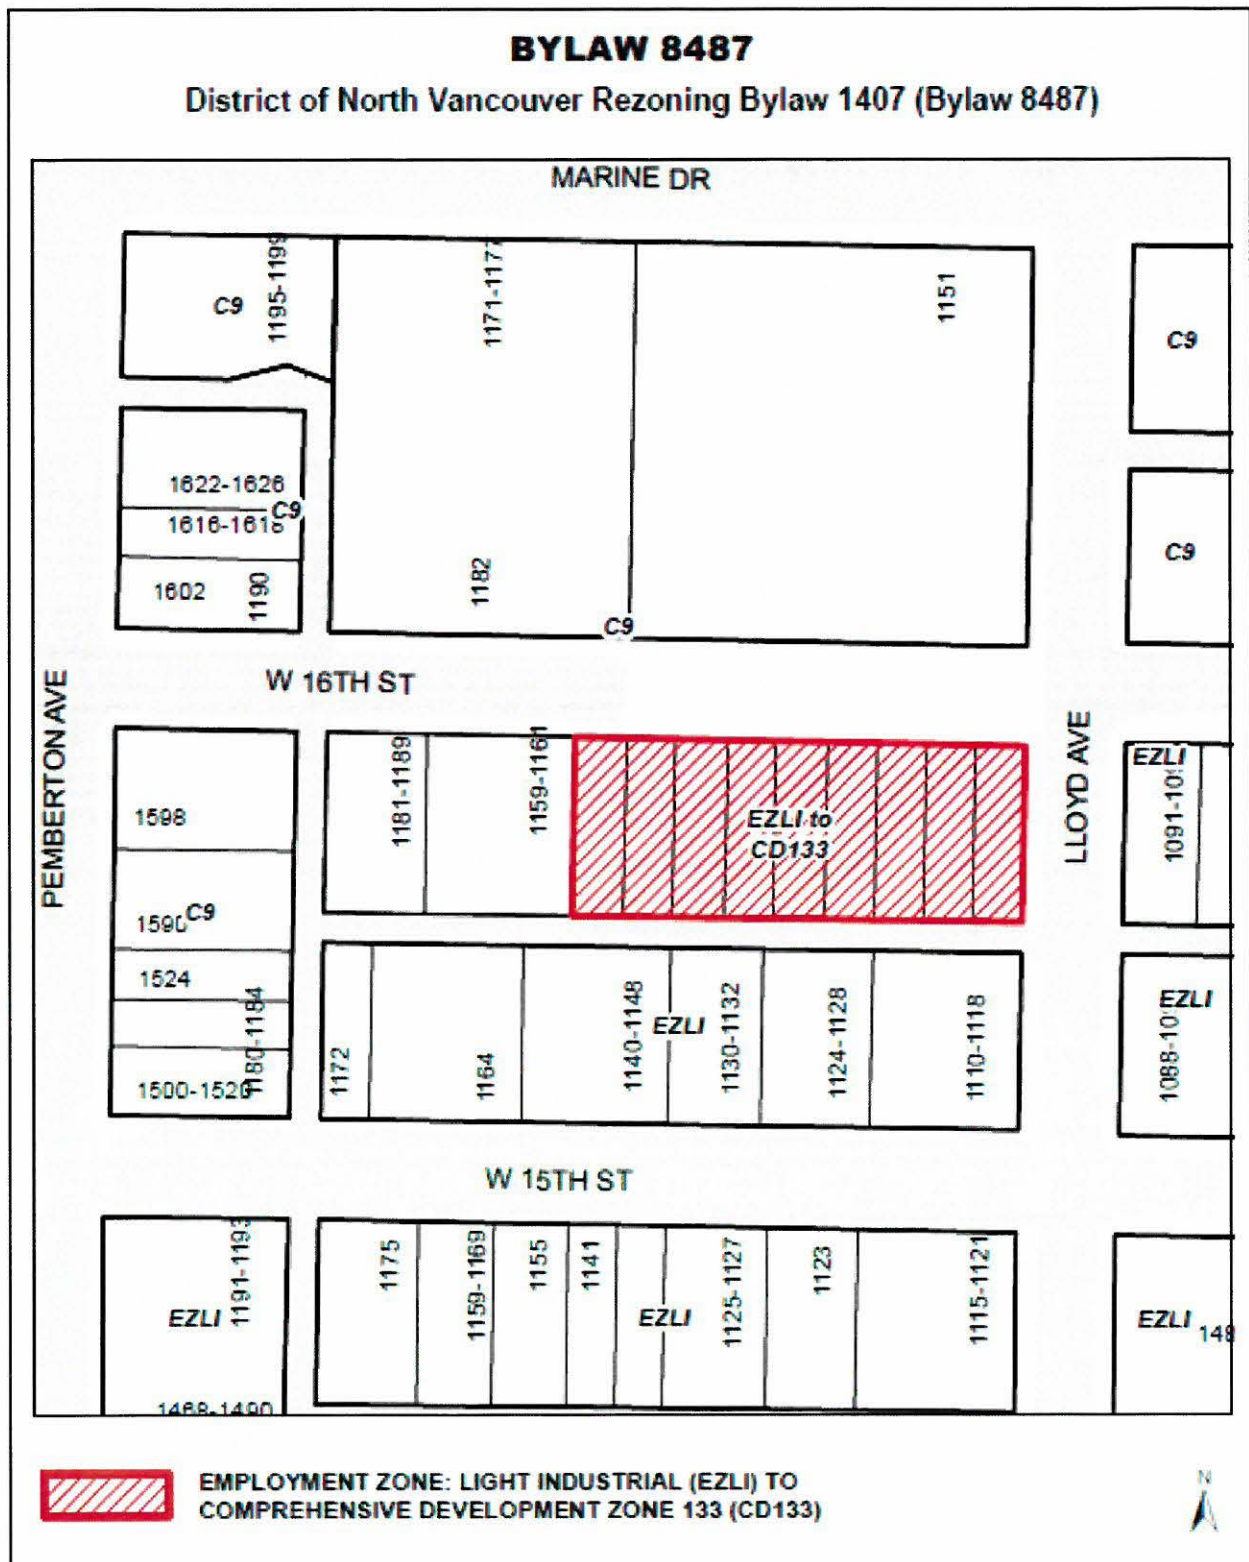 BYLAW 8487
District of North Vancouver Rezoning Bylaw 1407 (Bylaw 8487)
MARINE DR
C9
1195-1199
1171-1177
1151
C9
1622-1626
C9
1616-1618
1602
1190
1182
C9
C9
W 16TH ST
PEMBERTON AVE
LLOYD AVE
1598
1181-1189
1159-1161
EZLI to
CD133
EZLI
1091-10
1590
C9
1524
1180-1184
1500-1520
1172
1164
1140-1148
EZLI
1130-1132
1124-1128
1110-1118
EZLI
1088-10
W 15TH ST
1191-1193
EZLI
1468-1490
1175
1159-1169
1155
1141
EZLI
1125-1127
1123
1115-1121
EZLI
148
EMPLOYMENT ZONE: LIGHT INDUSTRIAL (EZLI) TO
COMPREHENSIVE DEVELOPMENT ZONE 133 (CD133)
N